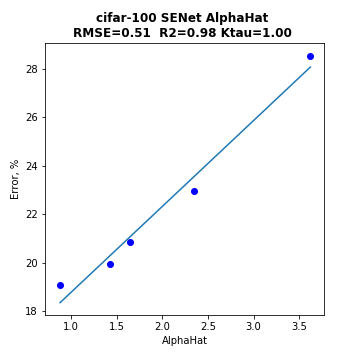 cifar-100 SENet AlphaHat
RMSE=0.51  R2=0.98 Ktau=1.00
28
26
24
22
20
18
Error, %
1.0 1.5 2.0 2.5 3.0 3.5
AlphaHat